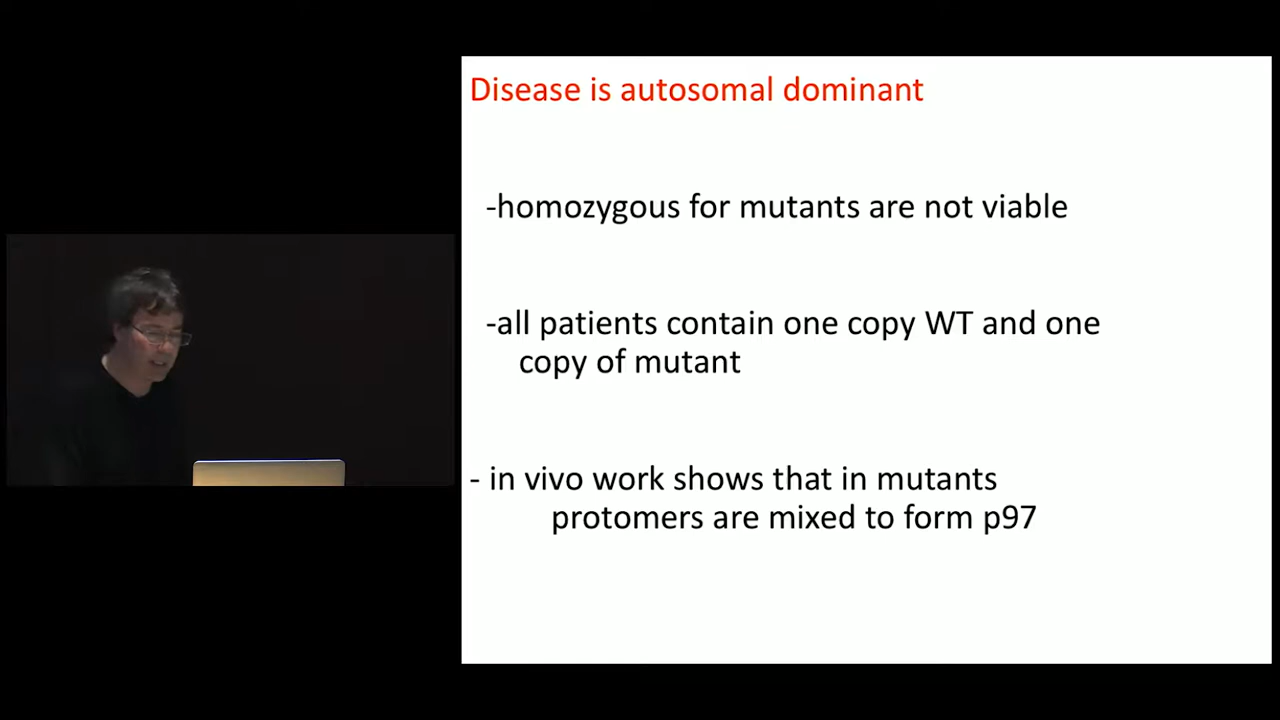 Disease is autosomal dominant
-homozygous for mutants are not viable
-all patients contain one copy WT and one
copy of mutant
- in vivo work shows that in mutants
protomers are mixed to form p97